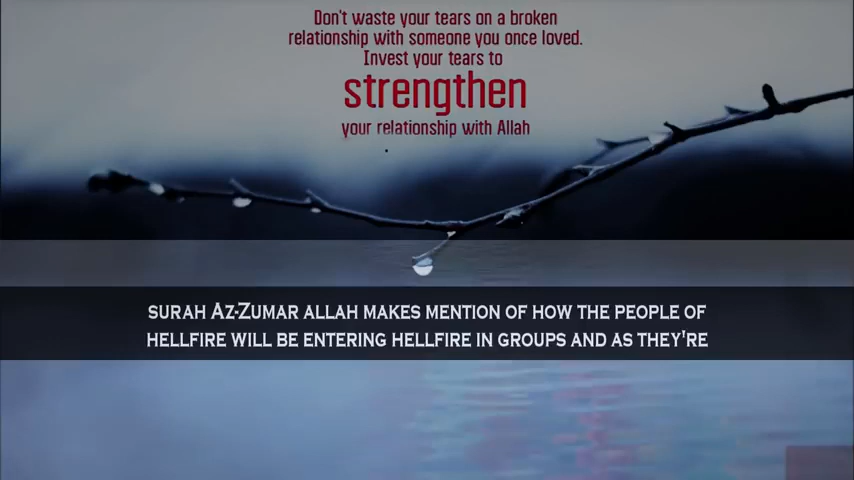 Don't waste your tears on a broken
relationship with someone you once loved.
Invest your tears to
strengthen
your relationship with Allah
SURAH AZ-ZUMAR ALLAH MAKES MENTION OF HOW THE PEOPLE OF
HELLFIRE WILL BE ENTERING HELLFIRE IN GROUPS AND AS THEY'RE